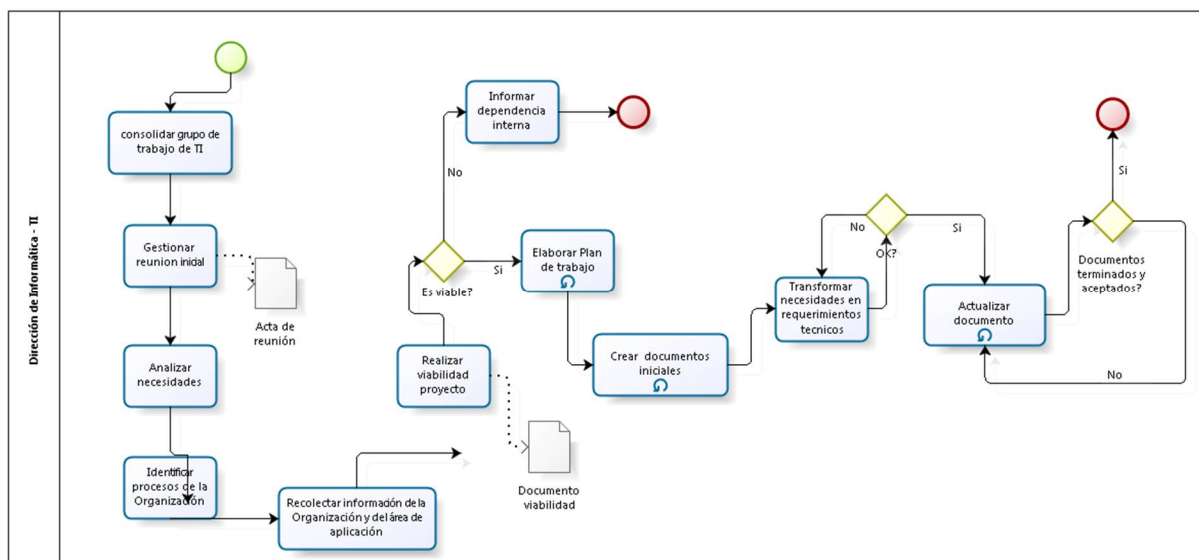 Dirección de Informática - TI
consolidar grupo de
trabajo de TI
Gestionar
reunion inicial
Acta de
reunión
Analizar
necesidades
Identificar
procesos de la
Organización
Recolectar información de la
Organización y del área de
aplicación
Realizar
viabilidad
proyecto
Documento
viabilidad
Es viable?
No
Informar
dependencia
interna
Si
Elaborar Plan
de trabajo
Crear documentos
iniciales
Transformar
necesidades en
requerimientos
tecnicos
OK?
No
Si
Actualizar
documento
Documentos
terminados y
aceptados?
Si
No